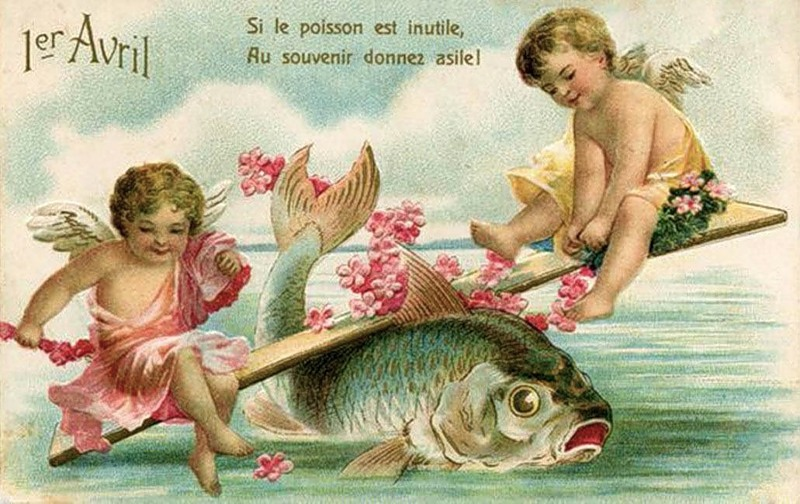 1er Avril
Si le poisson est inutile,
Au souvenir donnez asile!